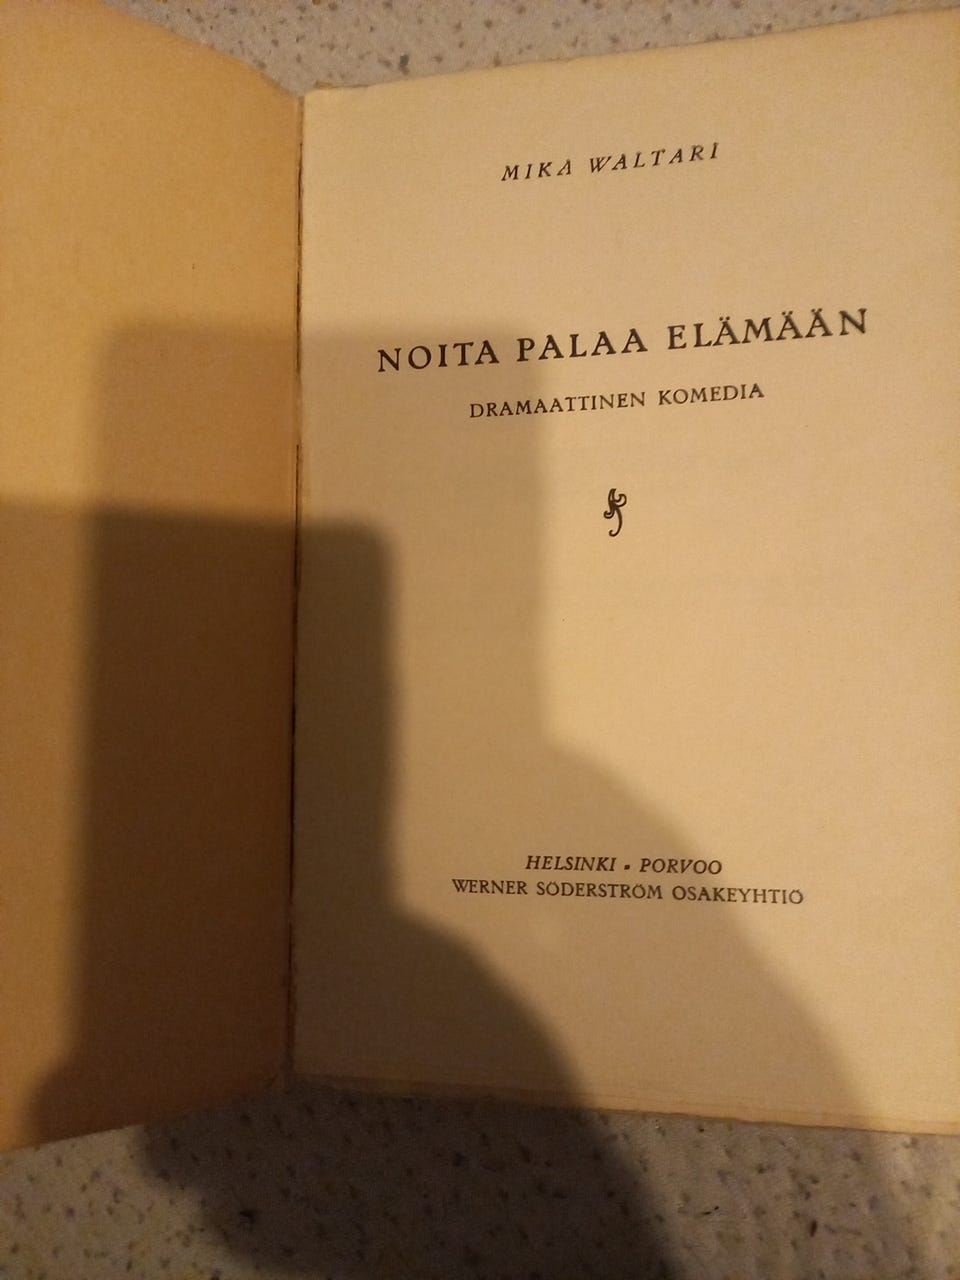 MIKA WALTARI
NOITA PALAA ELÄMÄÄN
DRAMAATTINEN KOMEDIA
HELSINKI • PORVOO
WERNER SÖDERSTRÖM OSAKEYHTIÖ